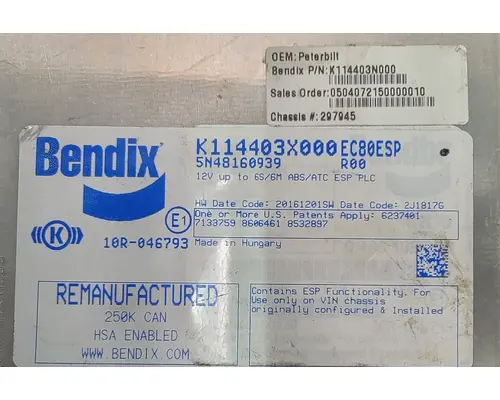 OEM: Peterbilt
Bendix P/N:K114403N000
Sales Order:0504072150000010
Chassis #:297945
Bendix
K114403X000 EC80ESP
5N48160939 R00
12V up to 6S/6M ABS/ATC ESP PLC
HW Date Code: 20161201SW Date Code: 2J1817G
One or More U.S. Patents Apply: 6237401
7133759 8606461 8532897
E1
K
10R-046793
Made in Hungary
REMANUFACTURED
250K CAN
HSA ENABLED
WWW.BENDIX.COM
Contains ESP Functionality. For
Use only on VIN chassis
originally configured & Installed